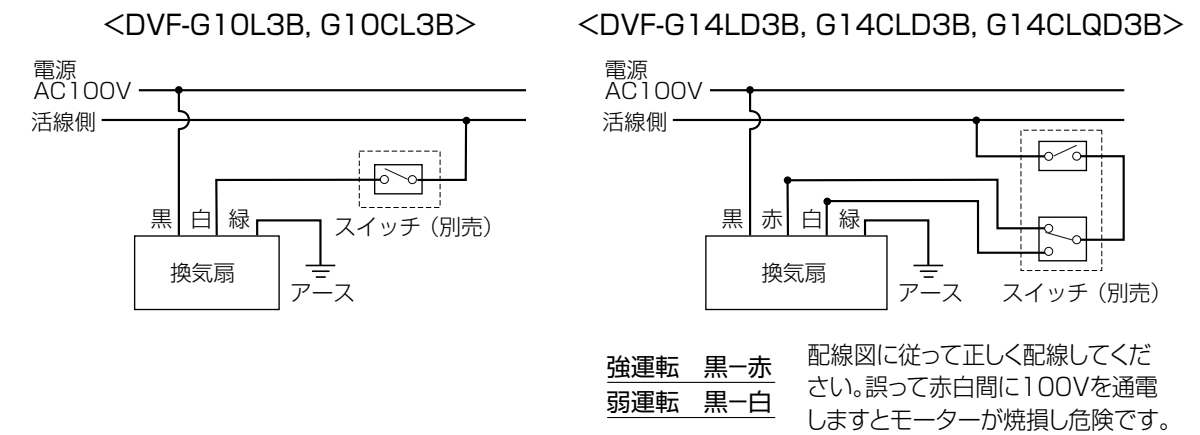 <DVF-G10L3B, G10CL3B>
電源
AC100V
活線側
黒 白 緑
スイッチ（別売）
換気扇
アース
<DVF-G14LD3B, G14CLD3B, G14CLQD3B>
電源
AC100V
活線側
黒 赤 白 緑
換気扇
アース
スイッチ（別売）
強運転 黒ー赤
弱運転 黒ー白
配線図に従って正しく配線してくだ
さい。誤って赤白間に100Vを通電
しますとモーターが焼損し危険です。